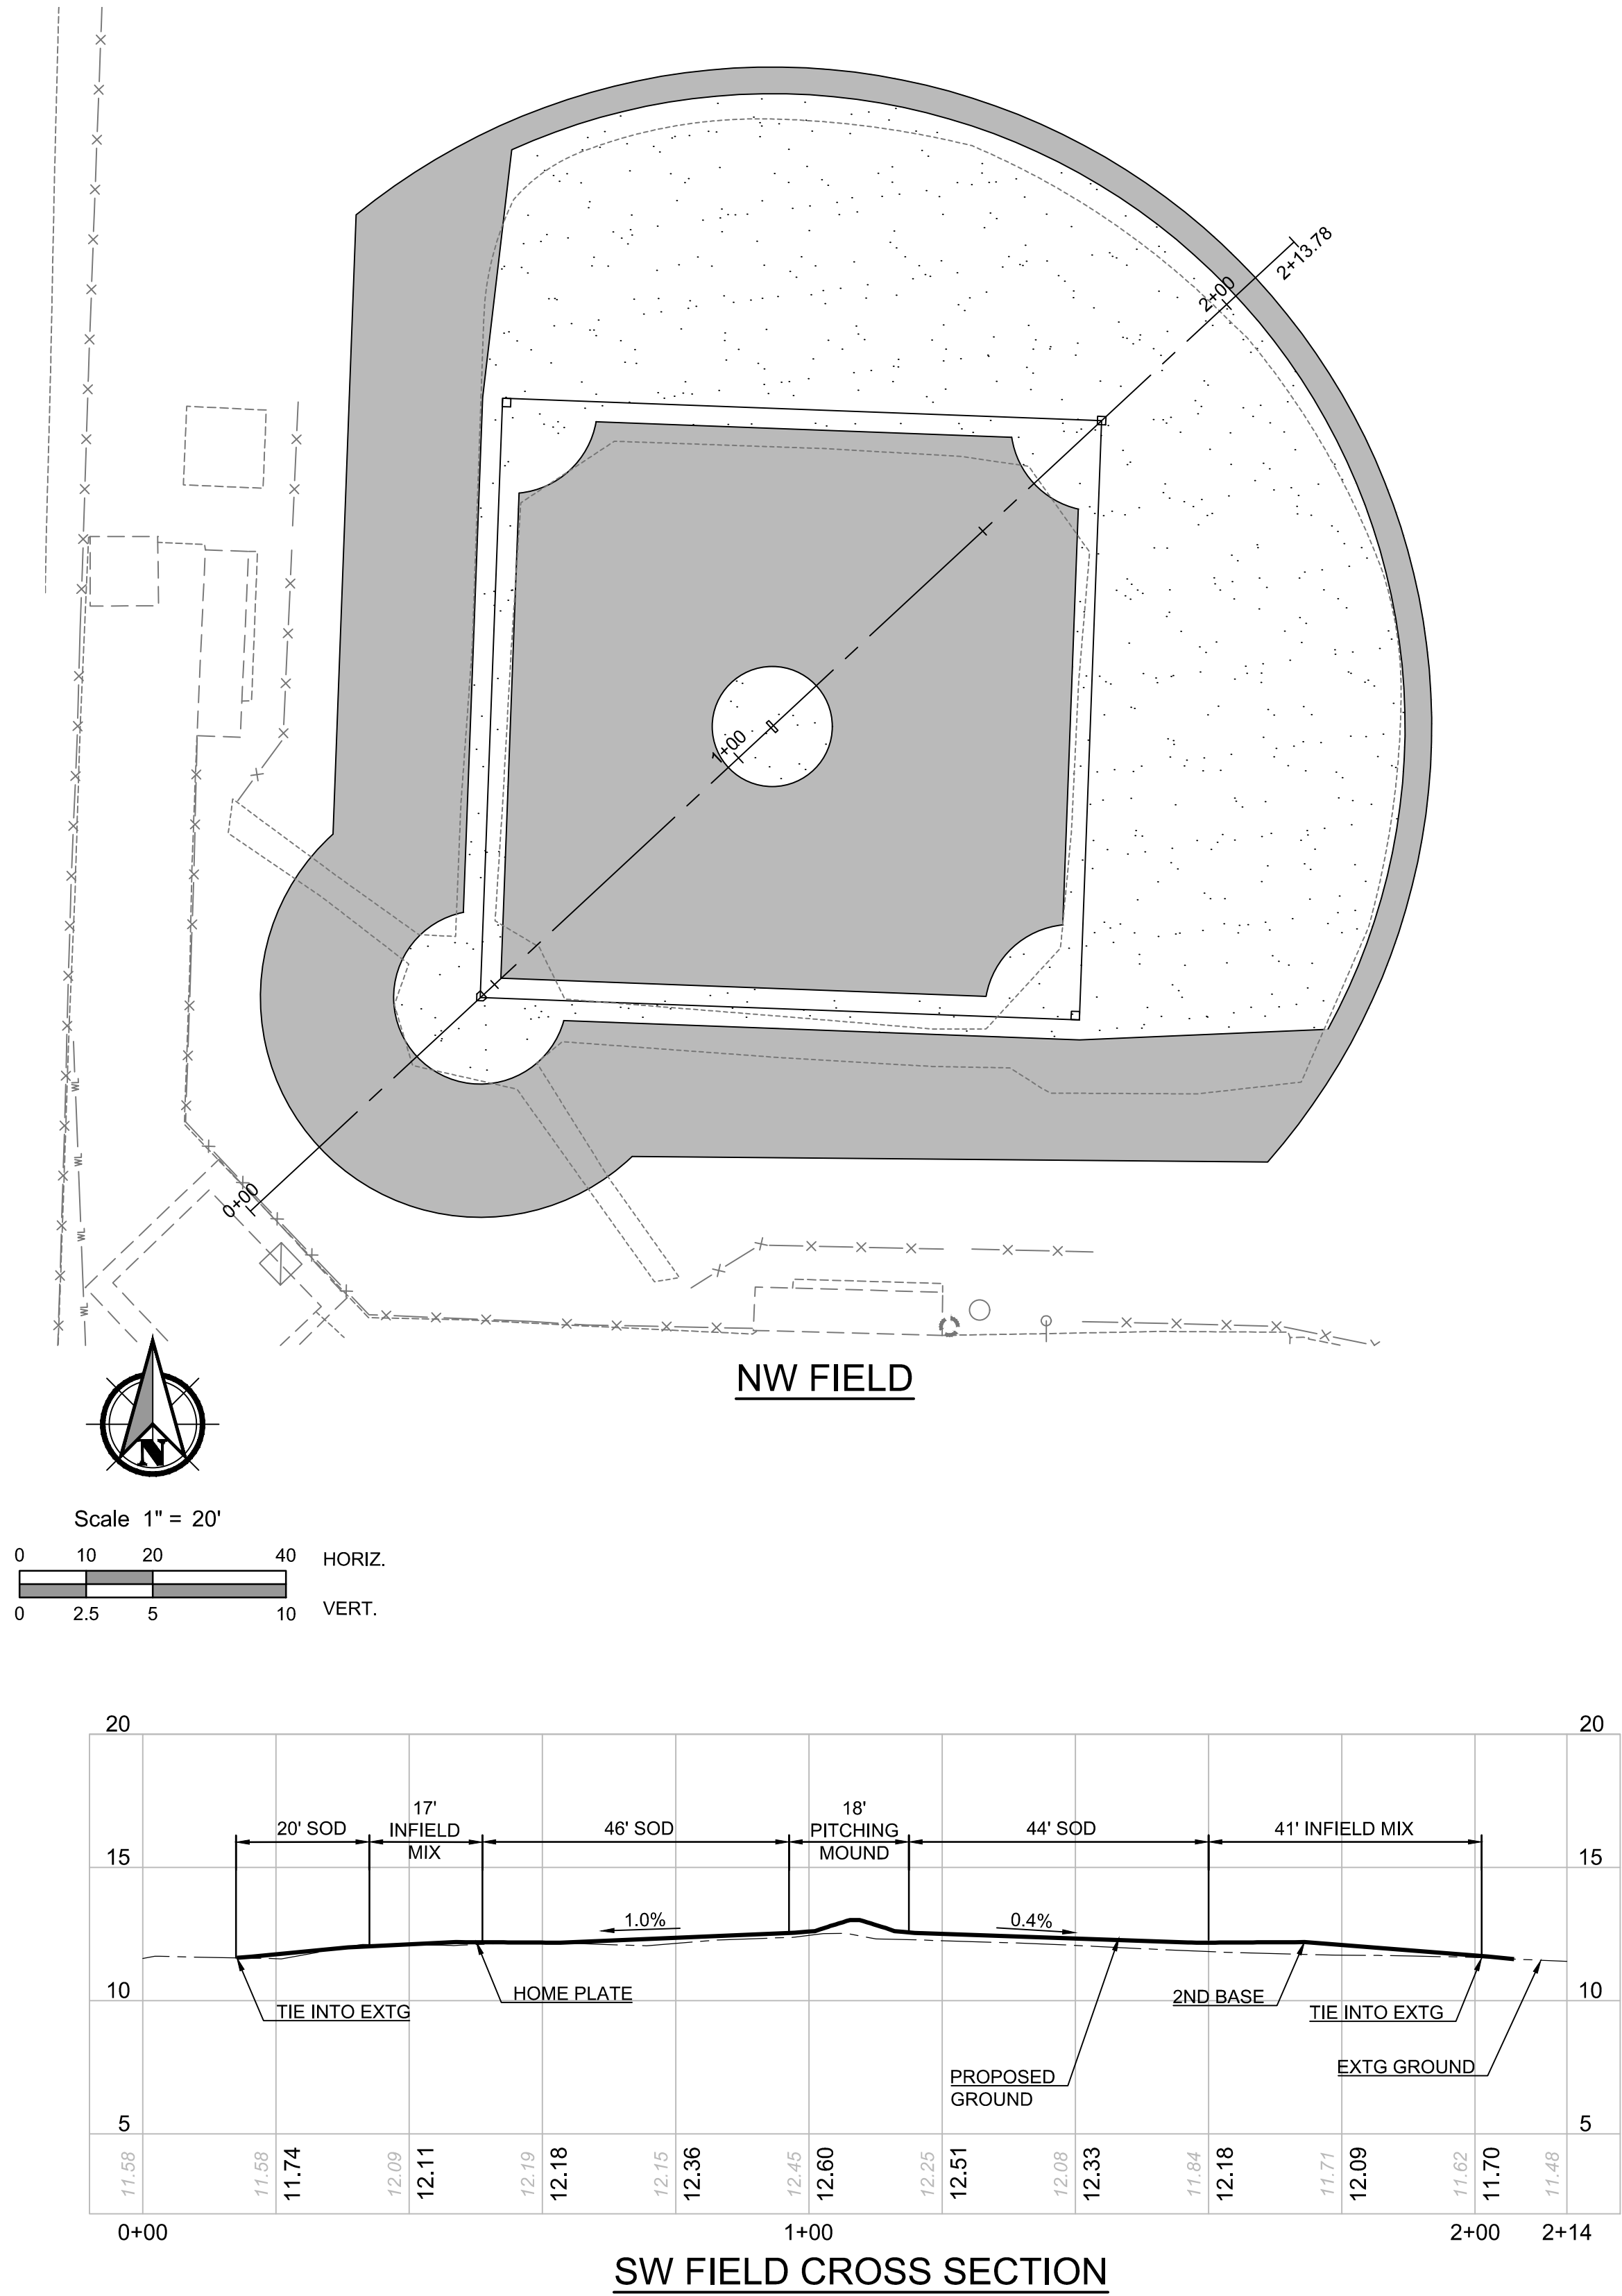 2+13.78
2+00
1+00
0+00
WL
WL
WL
WL
NW FIELD
N
Scale 1" = 20'
0 10 20 40 HORIZ.
0 2.5 5 10 VERT.
20 20
17' 18'
20' SOD INFIELD 46' SOD PITCHING 44' SOD 41' INFIELD MIX
MIX MOUND
15 15
1.0% 0.4%
HOME PLATE 2ND BASE
10 10
TIE INTO EXTG TIE INTO EXTG
EXTG GROUND
PROPOSED
GROUND
5 5
11.58
11.58 11.74
12.09 12.11
12.19 12.18
12.15 12.36
12.45 12.60
12.25 12.51
12.08 12.33
11.84 12.18
11.71 12.09
11.62 11.70
11.48
0+00 1+00 2+00 2+14
SW FIELD CROSS SECTION